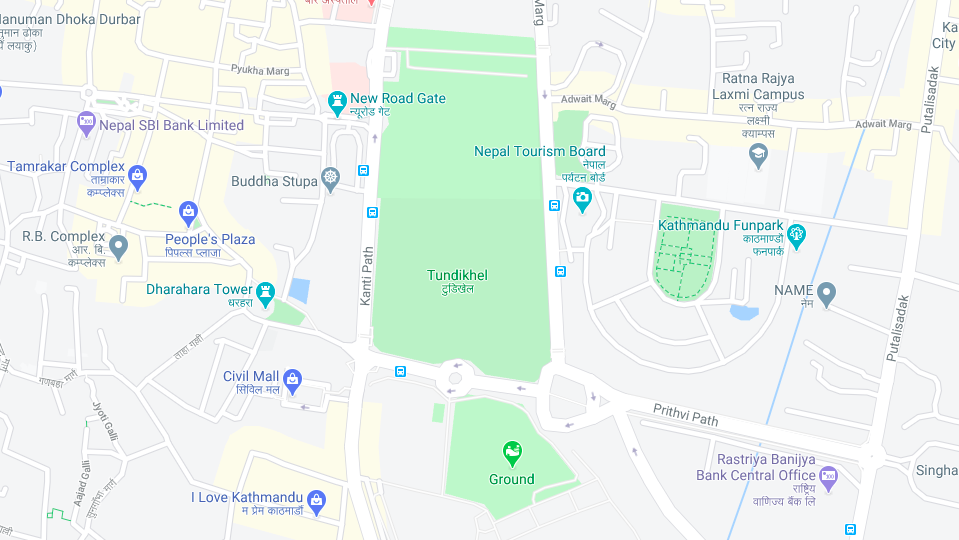 Hanuman Dhoka Durbar
Marg
Pyukha Marg
New Road Gate
न्यूरोड गेट
Adwait Marg
Ratna Rajya
Laxmi Campus
रत्न राज्य
लक्ष्मी
क्याम्पस
Putalisadak
Adwait Marg
Ka
City
Nepal SBI Bank Limited
Nepal Tourism Board
नेपाल
पर्यटन बोर्ड
Tamrakar Complex
ताम्राकार
कम्प्लेक्स
Buddha Stupa
People's Plaza
पिपल्स प्लाजा
R.B. Complex
आर. बि.
कम्प्लेक्स
Kathmandu Funpark
काठमाण्डौ
फनपार्क
Kanti Path
Tundikhel
टुडिखेल
Dharahara Tower
धरहरा
NAME
नेम
Putalisadak
Civil Mall
सिविल मल
Jyoti Galli
Prithvi Path
Ground
Aajad Galli
Rastriya Banijya
Bank Central Office
राष्ट्रिय
वाणिज्य बैंक लि
Singha
I Love Kathmandu
म प्रेम काठमाडौं